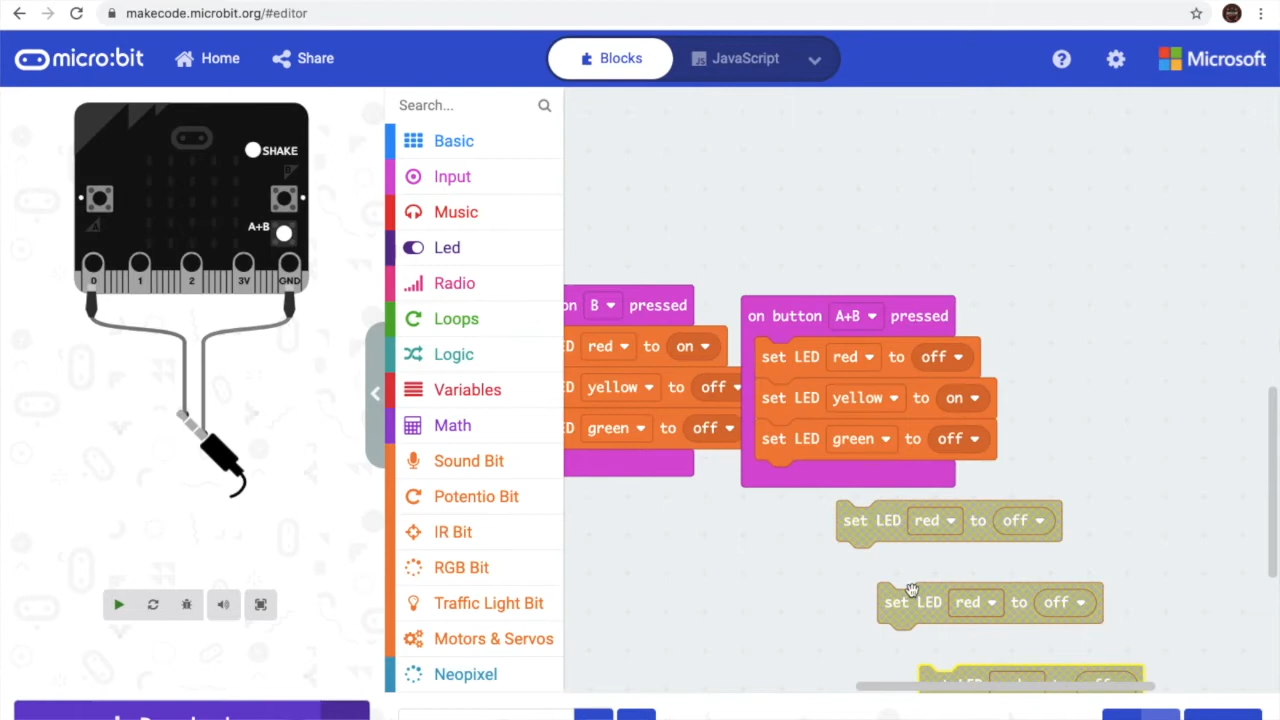 makecode.microbit.org/#editor
micro:bit Home Share Blocks JavaScript Microsoft
Search...
Basic
Input
Music
Led
Radio
Loops
Logic
Variables
Math
Sound Bit
Potentio Bit
IR Bit
RGB Bit
Traffic Light Bit
Motors & Servos
Neopixel
SHAKE
B
A
A+B
0 1 2 3V GND
on B pressed
ED red to on
ED yellow to off
ED green to off
on button A+B pressed
set LED red to off
set LED yellow to on
set LED green to off
set LED red to off
set LED red to off